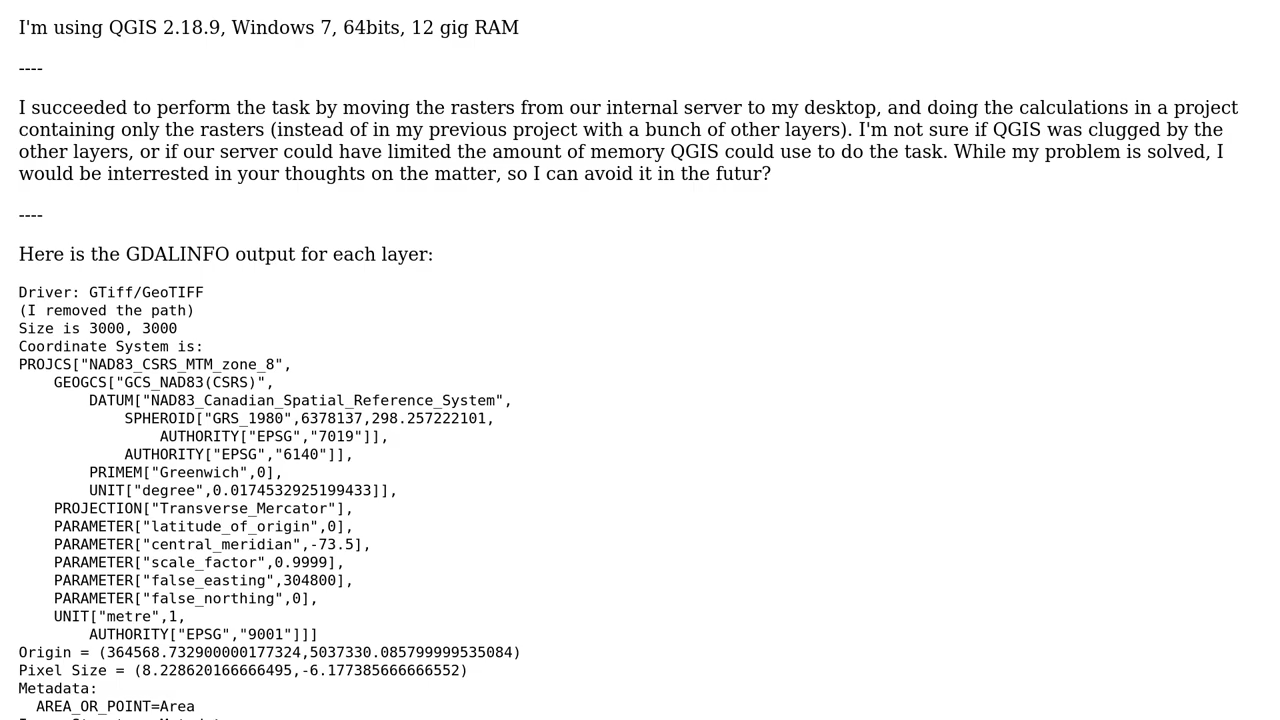 I'm using QGIS 2.18.9, Windows 7, 64bits, 12 gig RAM
----
I succeeded to perform the task by moving the rasters from our internal server to my desktop, and doing the calculations in a project
containing only the rasters (instead of in my previous project with a bunch of other layers). I'm not sure if QGIS was clugged by the
other layers, or if our server could have limited the amount of memory QGIS could use to do the task. While my problem is solved, I
would be interrested in your thoughts on the matter, so I can avoid it in the futur?
----
Here is the GDALINFO output for each layer:
Driver: GTiff/GeoTIFF
(I removed the path)
Size is 3000, 3000
Coordinate System is:
PROJCS["NAD83_CSRS_MTM_zone_8",
    GEOGCS["GCS_NAD83(CSRS)",
        DATUM["NAD83_Canadian_Spatial_Reference_System",
            SPHEROID["GRS_1980",6378137,298.257222101,
                AUTHORITY["EPSG","7019"]],
            AUTHORITY["EPSG","6140"]],
        PRIMEM["Greenwich",0],
        UNIT["degree",0.0174532925199433]],
    PROJECTION["Transverse_Mercator"],
    PARAMETER["latitude_of_origin",0],
    PARAMETER["central_meridian",-73.5],
    PARAMETER["scale_factor",0.9999],
    PARAMETER["false_easting",304800],
    PARAMETER["false_northing",0],
    UNIT["metre",1,
        AUTHORITY["EPSG","9001"]]]
Origin = (364568.732900000177324,5037330.085799999535084)
Pixel Size = (8.228620166666495,-6.177385666666552)
Metadata:
  AREA_OR_POINT=Area